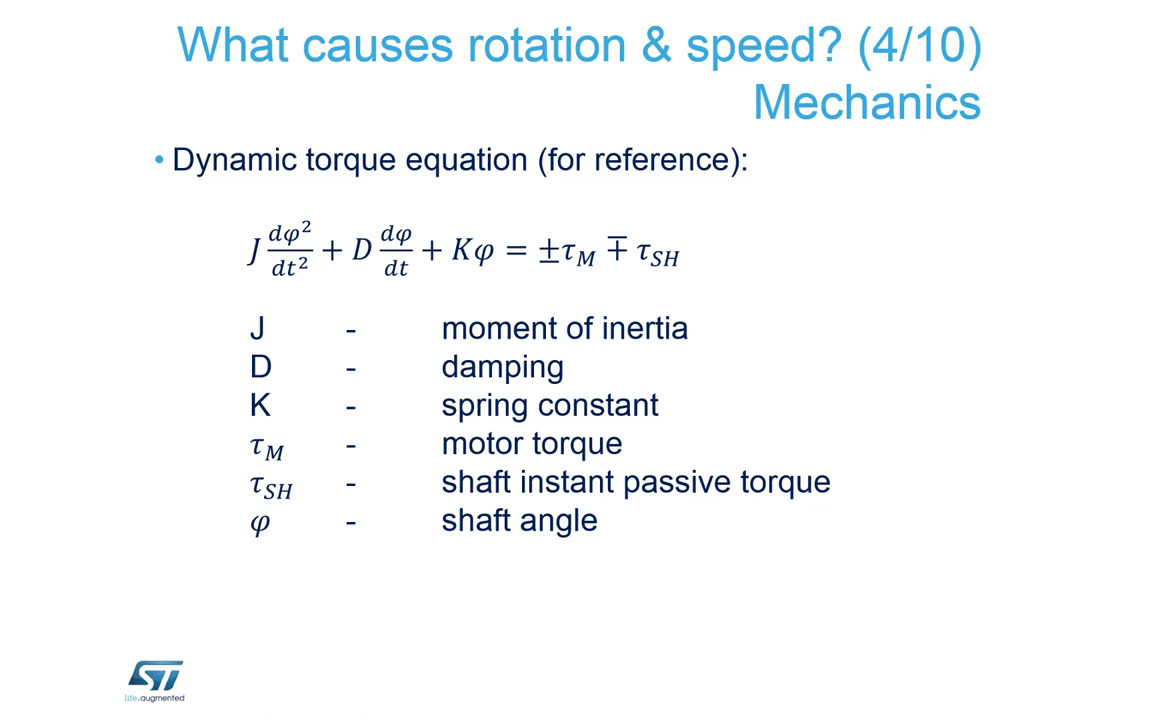 What causes rotation & speed? (4/10)
Mechanics
• Dynamic torque equation (for reference):
J dφ²/dt² + D dφ/dt + Kφ = ±τ_M ∓ τ_SH
J - moment of inertia
D - damping
K - spring constant
τ_M - motor torque
τ_SH - shaft instant passive torque
φ - shaft angle
ST
life.augmented